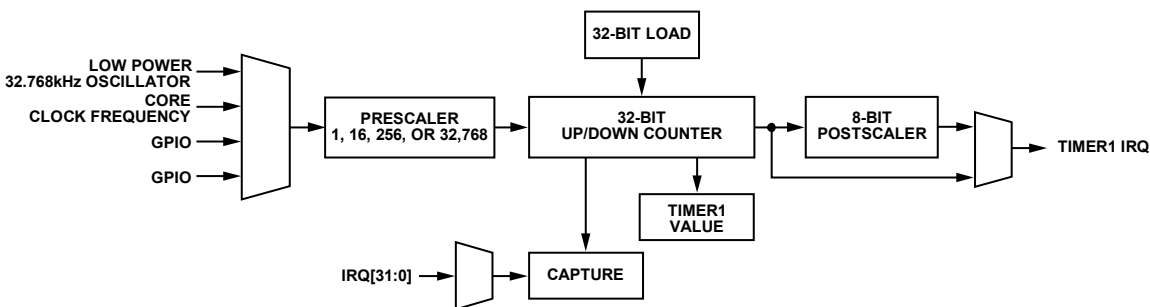 32-BIT LOAD
LOW POWER
32.768kHz OSCILLATOR
CORE
CLOCK FREQUENCY
GPIO
GPIO
PRESCALER
1, 16, 256, OR 32,768
32-BIT
UP/DOWN COUNTER
8-BIT
POSTSCALER
TIMER1 IRQ
TIMER1
VALUE
IRQ[31:0]
CAPTURE